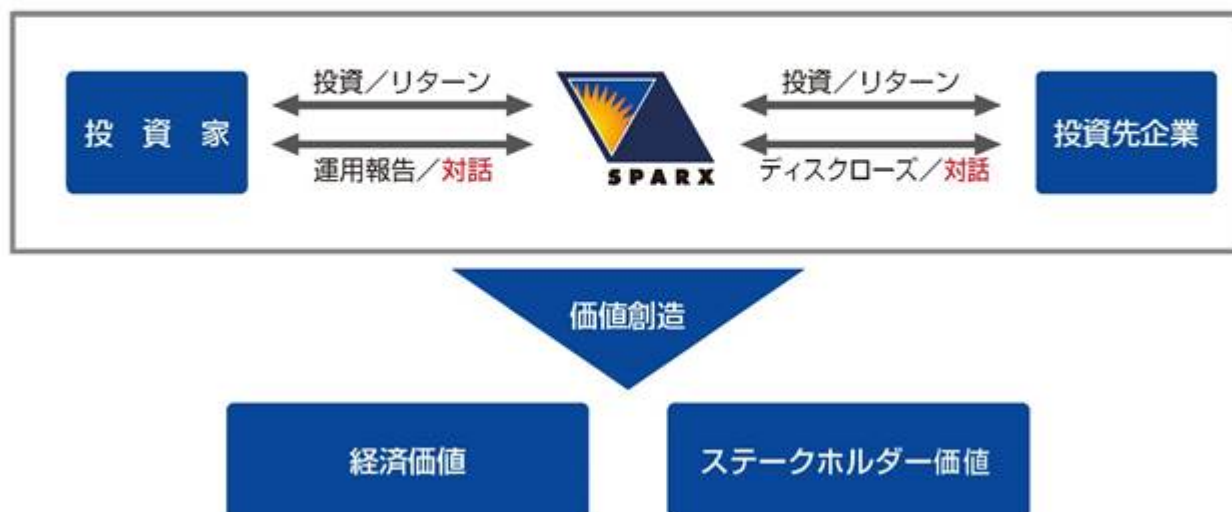 投資／リターン
投資／リターン
投 資 家
投資先企業
運用報告／対話
SPARX
ディスクローズ／対話
価値創造
経済価値
ステークホルダー価値